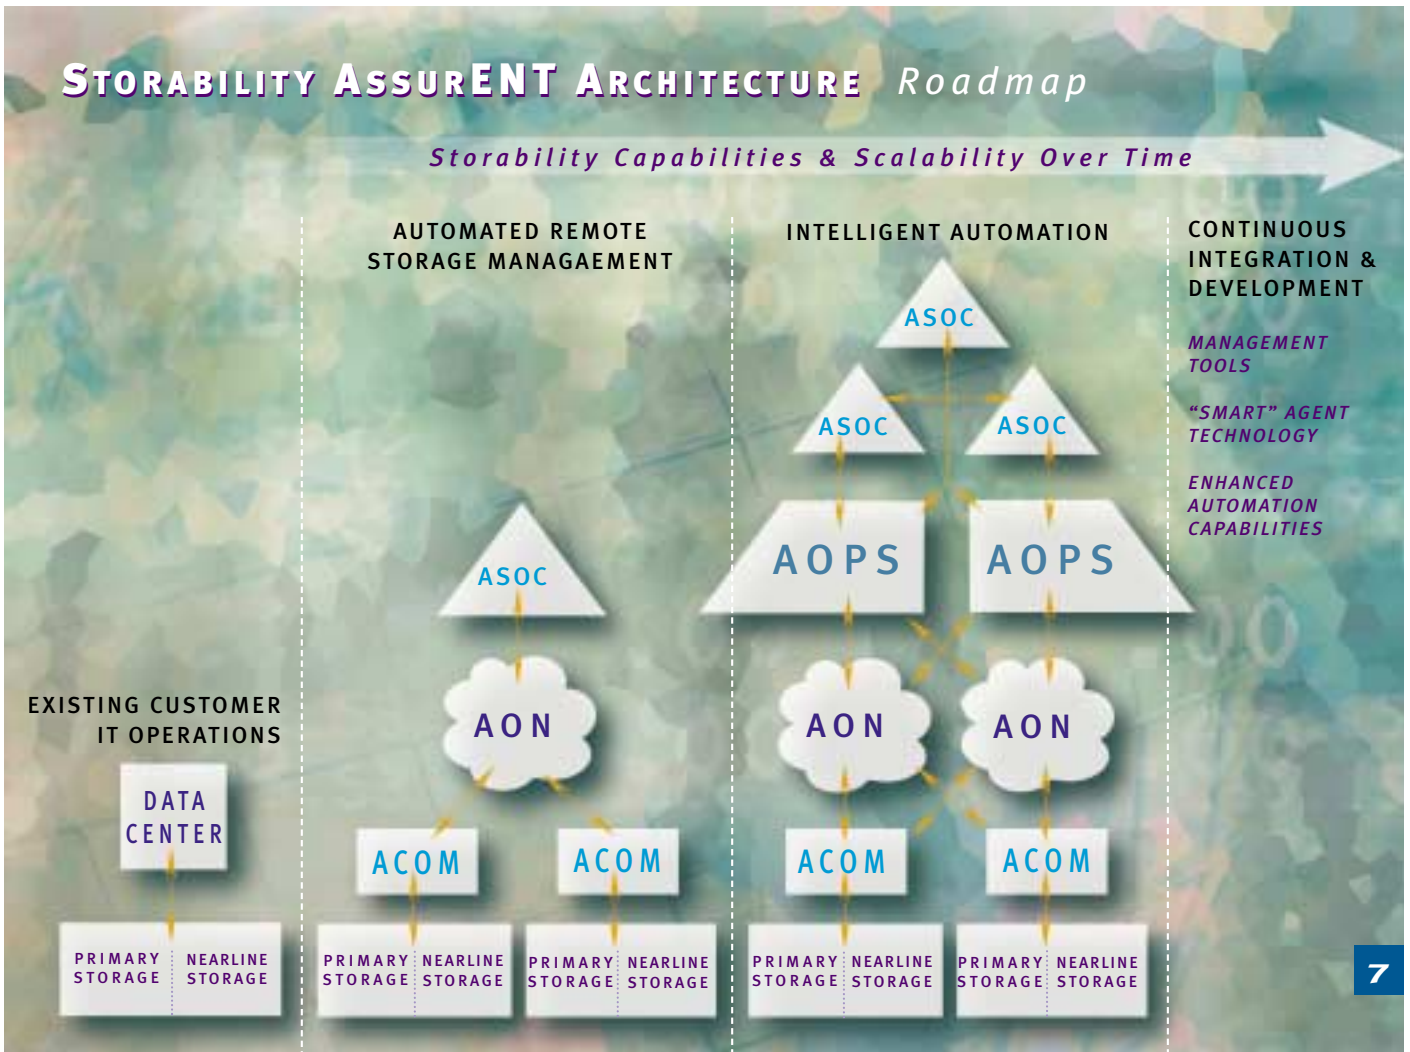 STORABILITY ASSURENT ARCHITECTURE Roadmap
Storability Capabilities & Scalability Over Time
EXISTING CUSTOMER
IT OPERATIONS
DATA
CENTER
PRIMARY
STORAGE
NEARLINE
STORAGE
AUTOMATED REMOTE
STORAGE MANAGAEMENT
ASOC
AON
ACOM
ACOM
PRIMARY
STORAGE
NEARLINE
STORAGE
PRIMARY
STORAGE
NEARLINE
STORAGE
INTELLIGENT AUTOMATION
ASOC
ASOC
ASOC
AOPS
AOPS
AON
AON
ACOM
ACOM
PRIMARY
STORAGE
NEARLINE
STORAGE
PRIMARY
STORAGE
NEARLINE
STORAGE
CONTINUOUS
INTEGRATION &
DEVELOPMENT
MANAGEMENT
TOOLS
“SMART” AGENT
TECHNOLOGY
ENHANCED
AUTOMATION
CAPABILITIES
7